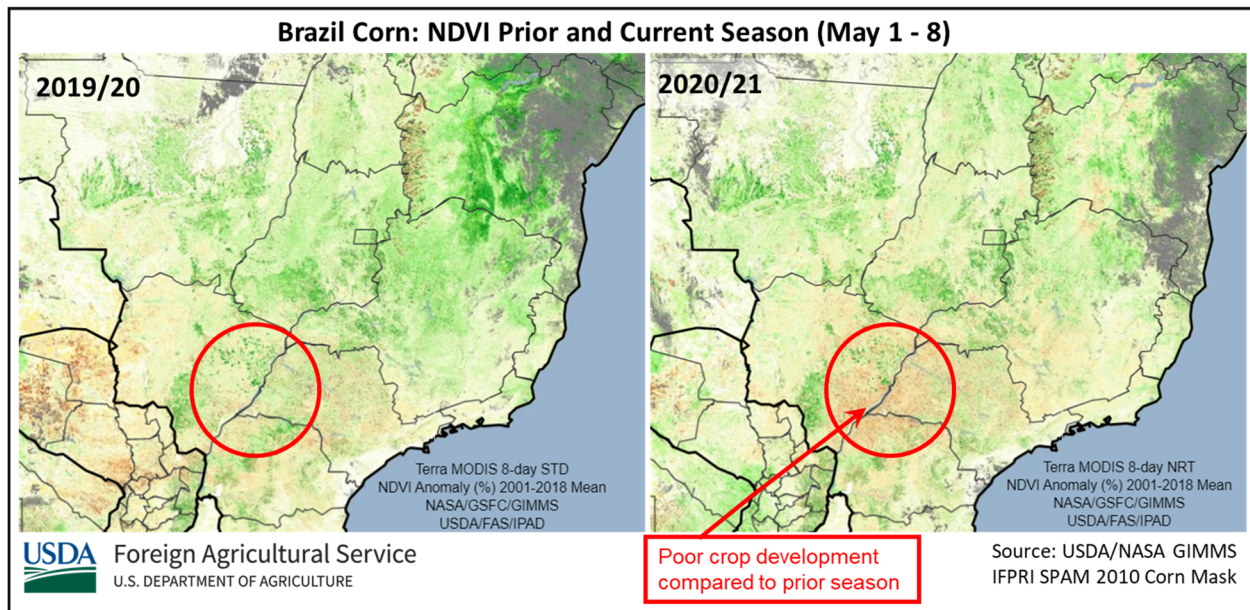 Brazil Corn: NDVI Prior and Current Season (May 1 - 8)
2019/20
2020/21
Terra MODIS 8-day STD
NDVI Anomaly (%) 2001-2018 Mean
NASA/GSFC/GIMMS
USDA/FAS/IPAD
Terra MODIS 8-day NRT
NDVI Anomaly (%) 2001-2018 Mean
NASA/GSFC/GIMMS
USDA/FAS/IPAD
USDA
Foreign Agricultural Service
U.S. DEPARTMENT OF AGRICULTURE
Poor crop development
compared to prior season
Source: USDA/NASA GIMMS
IFPRI SPAM 2010 Corn Mask